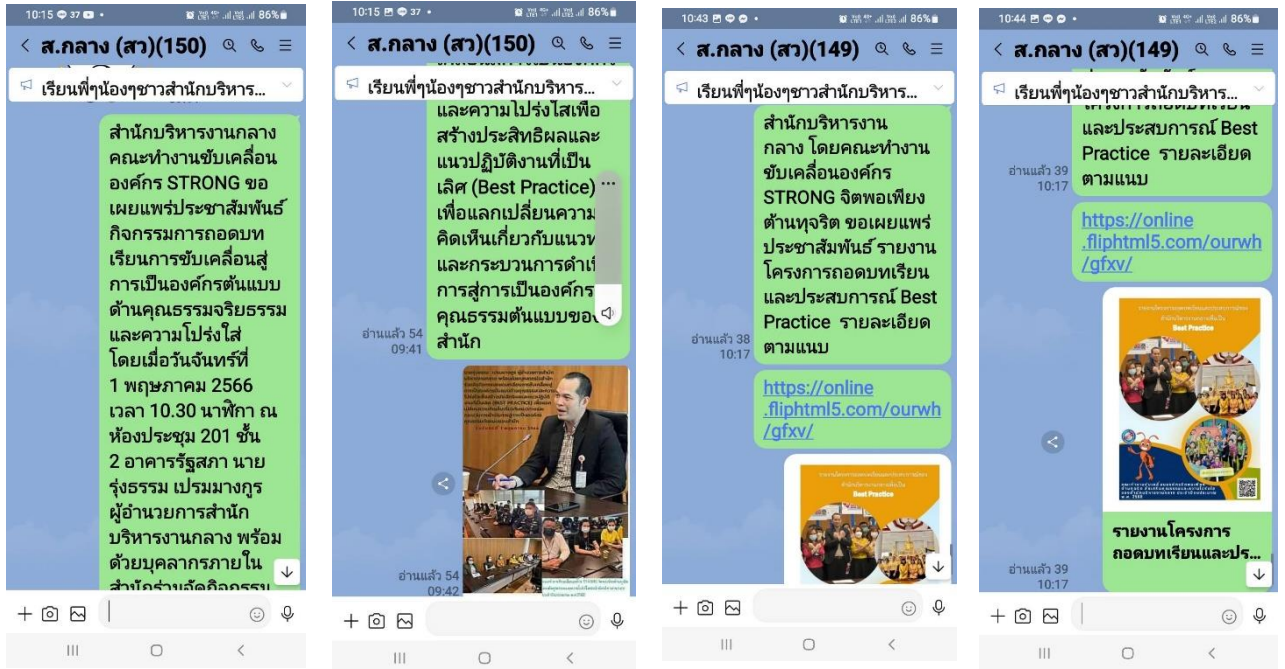 10:15 37 86%
ส.กลาง (สว)(150)
เรียนพี่ๆน้องๆชาวสำนักบริหาร...
สำนักบริหารงานกลาง
คณะทำงานขับเคลื่อน
องค์กร STRONG ขอ
เผยแพร่ประชาสัมพันธ์
กิจกรรมการถอดบท
เรียนการขับเคลื่อนสู่
การเป็นองค์กรต้นแบบ
ด้านคุณธรรมจริยธรรม
และความโปร่งใส่
โดยเมื่อวันจันทร์ที่
1 พฤษภาคม 2566
เวลา 10.30 นาฬิกา ณ
ห้องประชุม 201 ชั้น
2 อาคารรัฐสภา นาย
รุ่งธรรม เปรมมางกูร
ผู้อำนวยการสำนัก
บริหารงานกลาง พร้อม
ด้วยบุคลากรภายใน
สำนักร่วมจัดกิจกรรม
10:15 37 86%
ส.กลาง (สว)(150)
เรียนพี่ๆน้องๆชาวสำนักบริหาร...
และความโปร่งใสเพื่อ
สร้างประสิทธิผลและ
แนวปฏิบัติงานที่เป็น
เลิศ (Best Practice)
เพื่อแลกเปลี่ยนความ
คิดเห็นเกี่ยวกับแนวท
และกระบวนการดำเนิ
การสู่การเป็นองค์กร
คุณธรรมต้นแบบของ
สำนัก
อ่านแล้ว 54
09:41
อ่านแล้ว 54
09:42
10:43 86%
ส.กลาง (สว)(149)
เรียนพี่ๆน้องๆชาวสำนักบริหาร...
สำนักบริหารงาน
กลาง โดยคณะทำงาน
ขับเคลื่อนองค์กร
STRONG จิตพอเพียง
ต้านทุจริต ขอเผยแพร่
ประชาสัมพันธ์ รายงาน
โครงการถอดบทเรียน
และประสบการณ์ Best
Practice รายละเอียด
ตามแนบ
อ่านแล้ว 38
10:17
https://online
.fliphtml5.com/ourwh
/gfxv/
Best Practice
10:44 86%
ส.กลาง (สว)(149)
เรียนพี่ๆน้องๆชาวสำนักบริหาร...
โครงการถอดบทเรียน
และประสบการณ์ Best
Practice รายละเอียด
ตามแนบ
อ่านแล้ว 39
10:17
https://online
.fliphtml5.com/ourwh
/gfxv/
Best Practice
รายงานโครงการ
ถอดบทเรียนและปร...
อ่านแล้ว 39
10:17